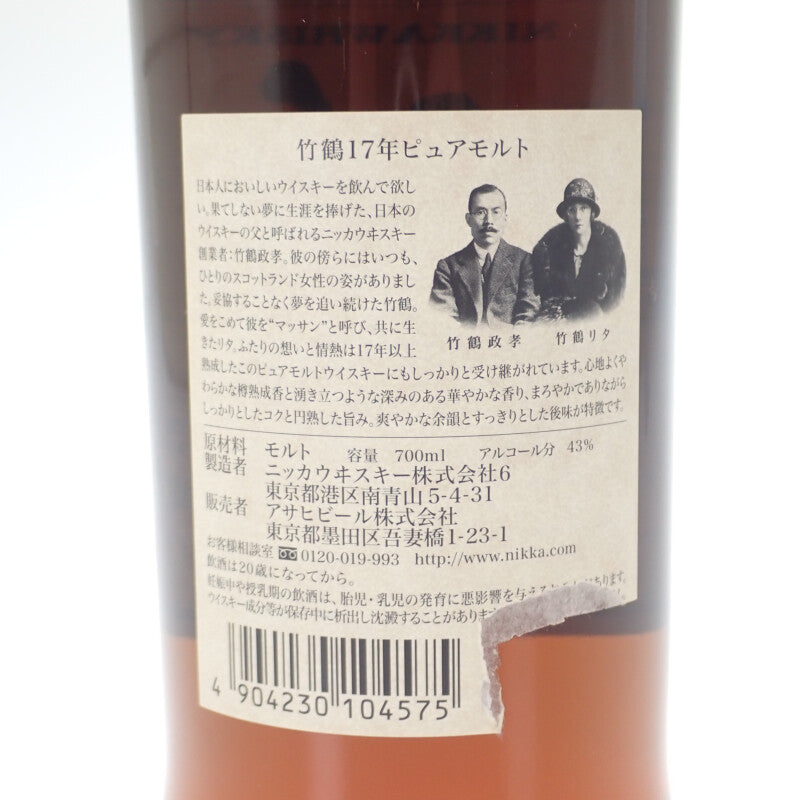 NIKKA WHISKY
竹鶴17年ピュアモルト
日本人においしいウイスキーを飲んで欲し
い。果てしない夢に生涯を捧げた、日本の
ウイスキーの父と呼ばれるニッカウヰスキー
創業者：竹鶴政孝。彼の傍らにはいつも、
ひとりのスコットランド女性の姿がありまし
た。妥協することなく夢を追い続けた竹鶴。
愛をこめて彼を“マッサン”と呼び、共に生
きたリタ。ふたりの想いと情熱は17年以上
熟成したこのピュアモルトウイスキーにもしっかりと受け継がれています。心地よくや
わらかな樽熟成香と湧き立つような深みのある華やかな香り、まろやかでありながら
しっかりとしたコクと円熟した旨み。爽やかな余韻とすっきりとした後味が特徴です。
竹鶴政孝 竹鶴リタ
原材料 モルト 容量 700ml アルコール分 43%
製造者 ニッカウヰスキー株式会社6
東京都港区南青山5-4-31
販売者 アサヒビール株式会社
東京都墨田区吾妻橋1-23-1
お客様相談室 0120-019-993 http://www.nikka.com
飲酒は20歳になってから。
妊娠中や授乳期の飲酒は、胎児・乳児の発育に悪影響を与える
ウイスキー成分等が保存中に析出し沈澱することがあります
4 904230 104575